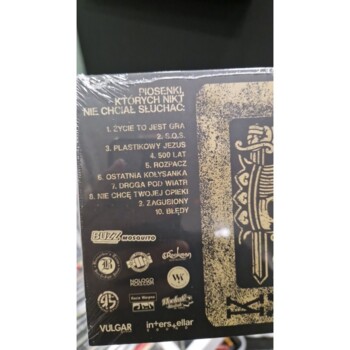 PIOSENKI,
KTÓRYCH NIKT
NIE CHCIAŁ SŁUCHAĆ:
1. ŻYCIE TO JEST GRA
2. S.O.S.
3. PLASTIKOWY JEZUS
4. 500 LAT
5. ROZPACZ
6. OSTATNIA KOŁYSANKA
7. DROGA POD WIATR
8. NIE CHCĘ TWOJEJ OPIEKI
9. ZAGUBIONY
10. BŁĘDY
BUZZ MOSQUITO
VULGAR
interstellar
K